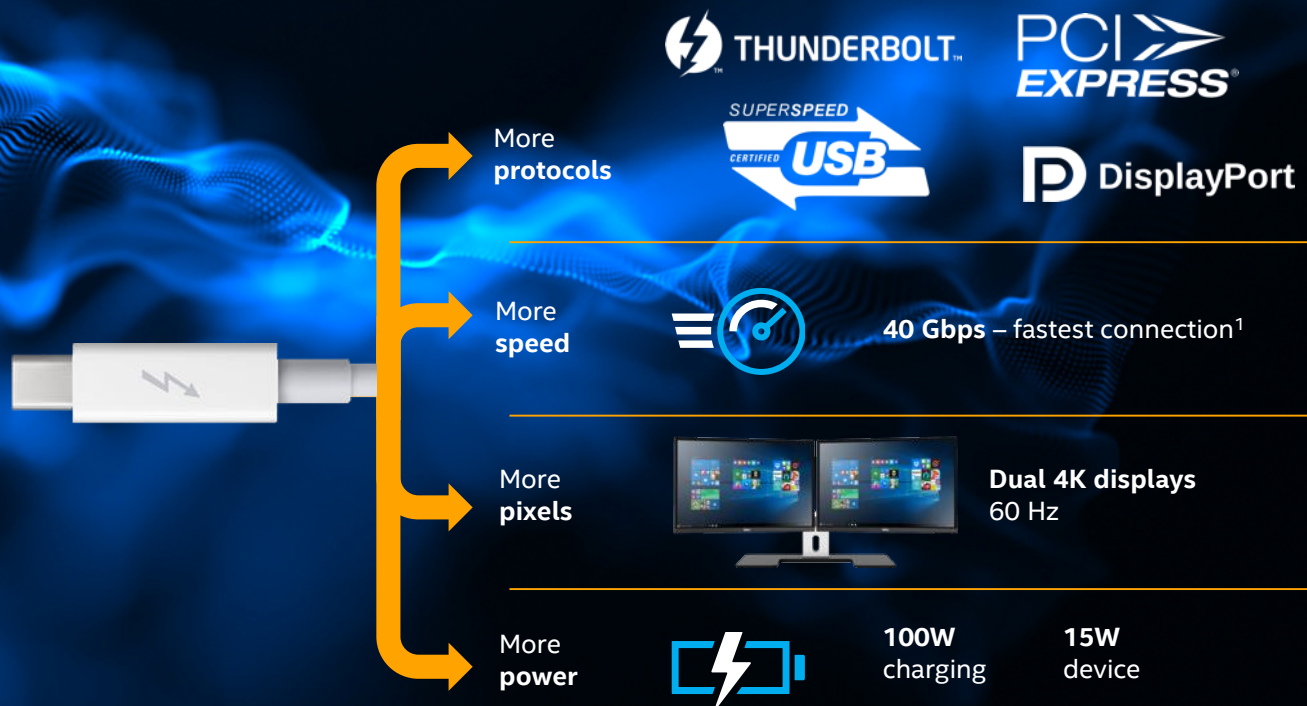 THUNDERBOLT™
PCI
EXPRESS®
SUPERSPEED
CERTIFIED USB
DisplayPort
More
protocols
More
speed
40 Gbps – fastest connection¹
More
pixels
Dual 4K displays
60 Hz
More
power
100W
charging
15W
device